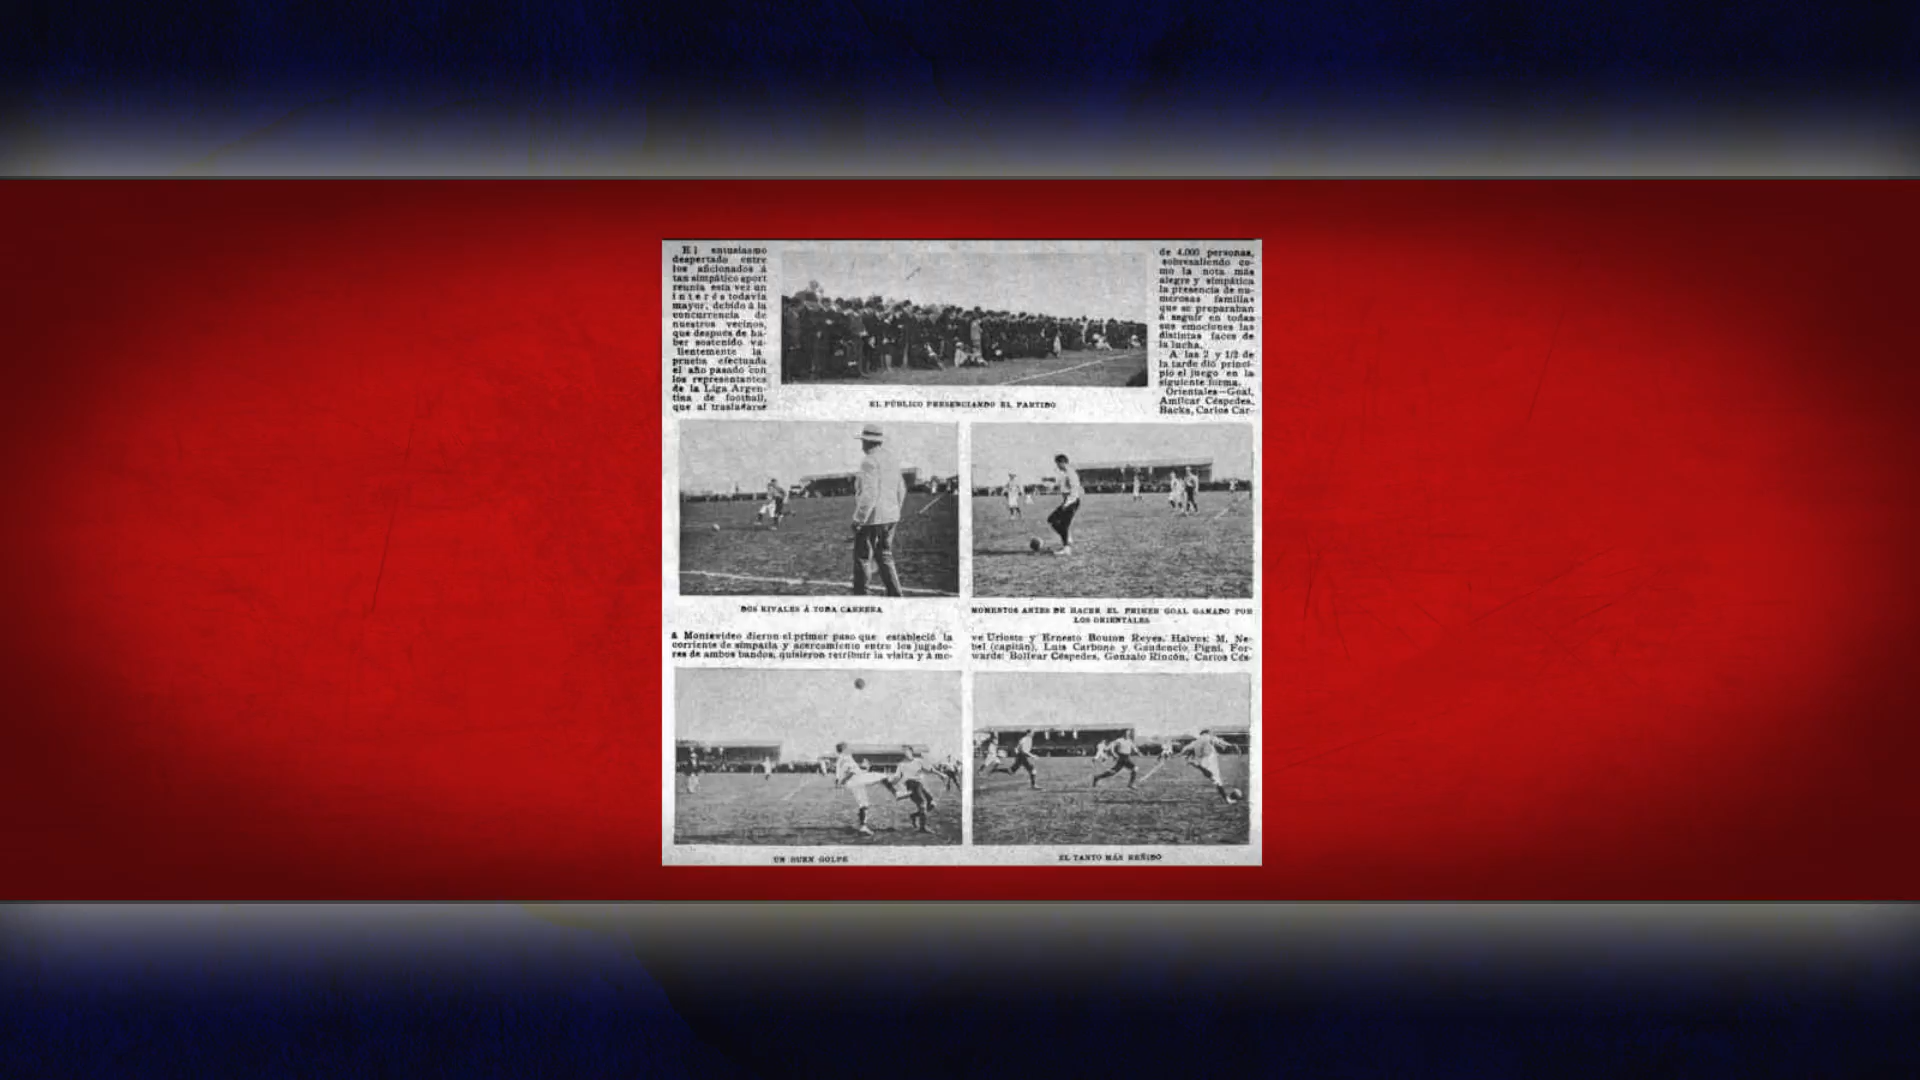 El entusiasmo
despertado entre
los aficionados á
tan simpático sport
reunía esta vez un
interés todavía
mayor, debido á la
concurrencia de
nuestros vecinos,
que después de ha-
ber sostenido va-
lientemente la
prueba efectuada
el año pasado con
los representantes
de la Liga Argen-
tina de football,
que al trasladarse
de 4.000 personas,
sobresaliendo co-
mo la nota más
alegre y simpática
la presencia de nu-
merosas familias
que se preparaban
á seguir en todas
sus emociones las
distintas faces de
la lucha.
A las 2 y 1/2 de
la tarde dió princi-
pio el juego en la
siguiente forma.
Orientales—Goal,
Amílcar Céspedes,
Backs, Carlos Car-
EL PÚBLICO PRESENCIANDO EL PARTIDO
DOS RIVALES Á TODA CARRERA
MOMENTOS ANTES DE HACER EL PRIMER GOAL GANADO POR
LOS ORIENTALES
á Montevideo dieron el primer paso que estableció la
corriente de simpatía y acercamiento entre los jugado-
res de ambos bandos, quisieron retribuir la visita y á me-
ve Urioste y Ernesto Bouton Reyes. Halves: M. Ne-
bel (capitán), Luis Carbone y Gaudencio Pigni. For-
wards: Bolívar Céspedes, Gonzalo Rincón, Carlos Cés-
UN BUEN GOLPE
EL TANTO MÁS REÑIDO